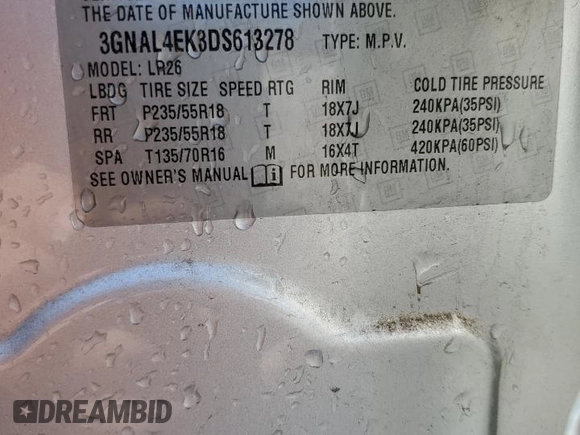 THE DATE OF MANUFACTURE SHOWN ABOVE.
3GNAL4EK3DS613278 TYPE: M.P.V.
MODEL: LR26
LBDG TIRE SIZE SPEED RTG RIM COLD TIRE PRESSURE
FRT P235/55R18 T 18X7J 240KPA(35PSI)
RR P235/55R18 T 18X7J 240KPA(35PSI)
SPA T135/70R16 M 16X4T 420KPA(60PSI)
SEE OWNER'S MANUAL FOR MORE INFORMATION.
DREAMBID